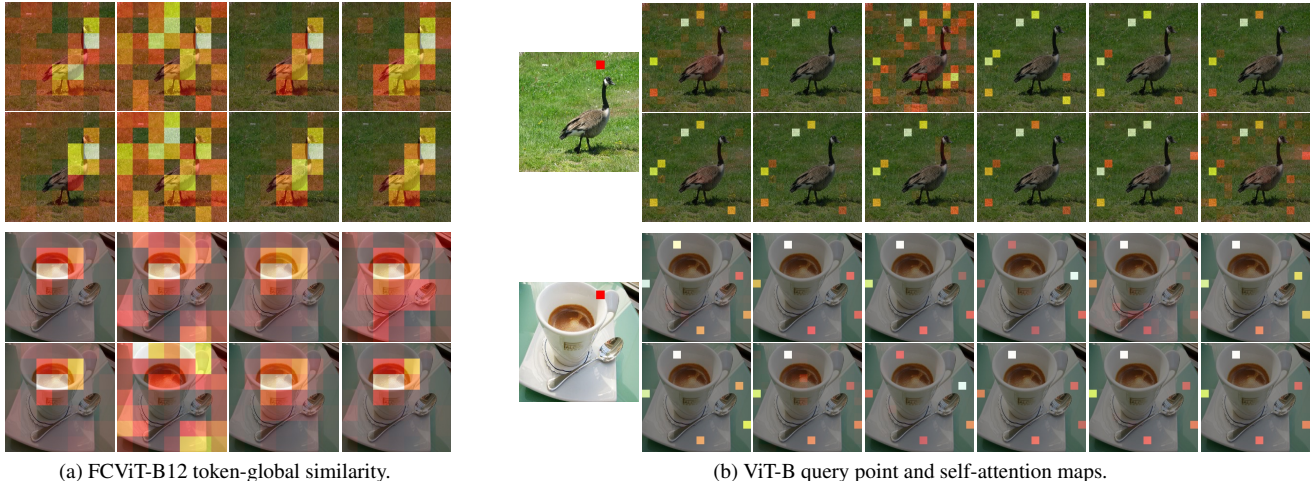 (a) FCViT-B12 token-global similarity.
(b) ViT-B query point and self-attention maps.